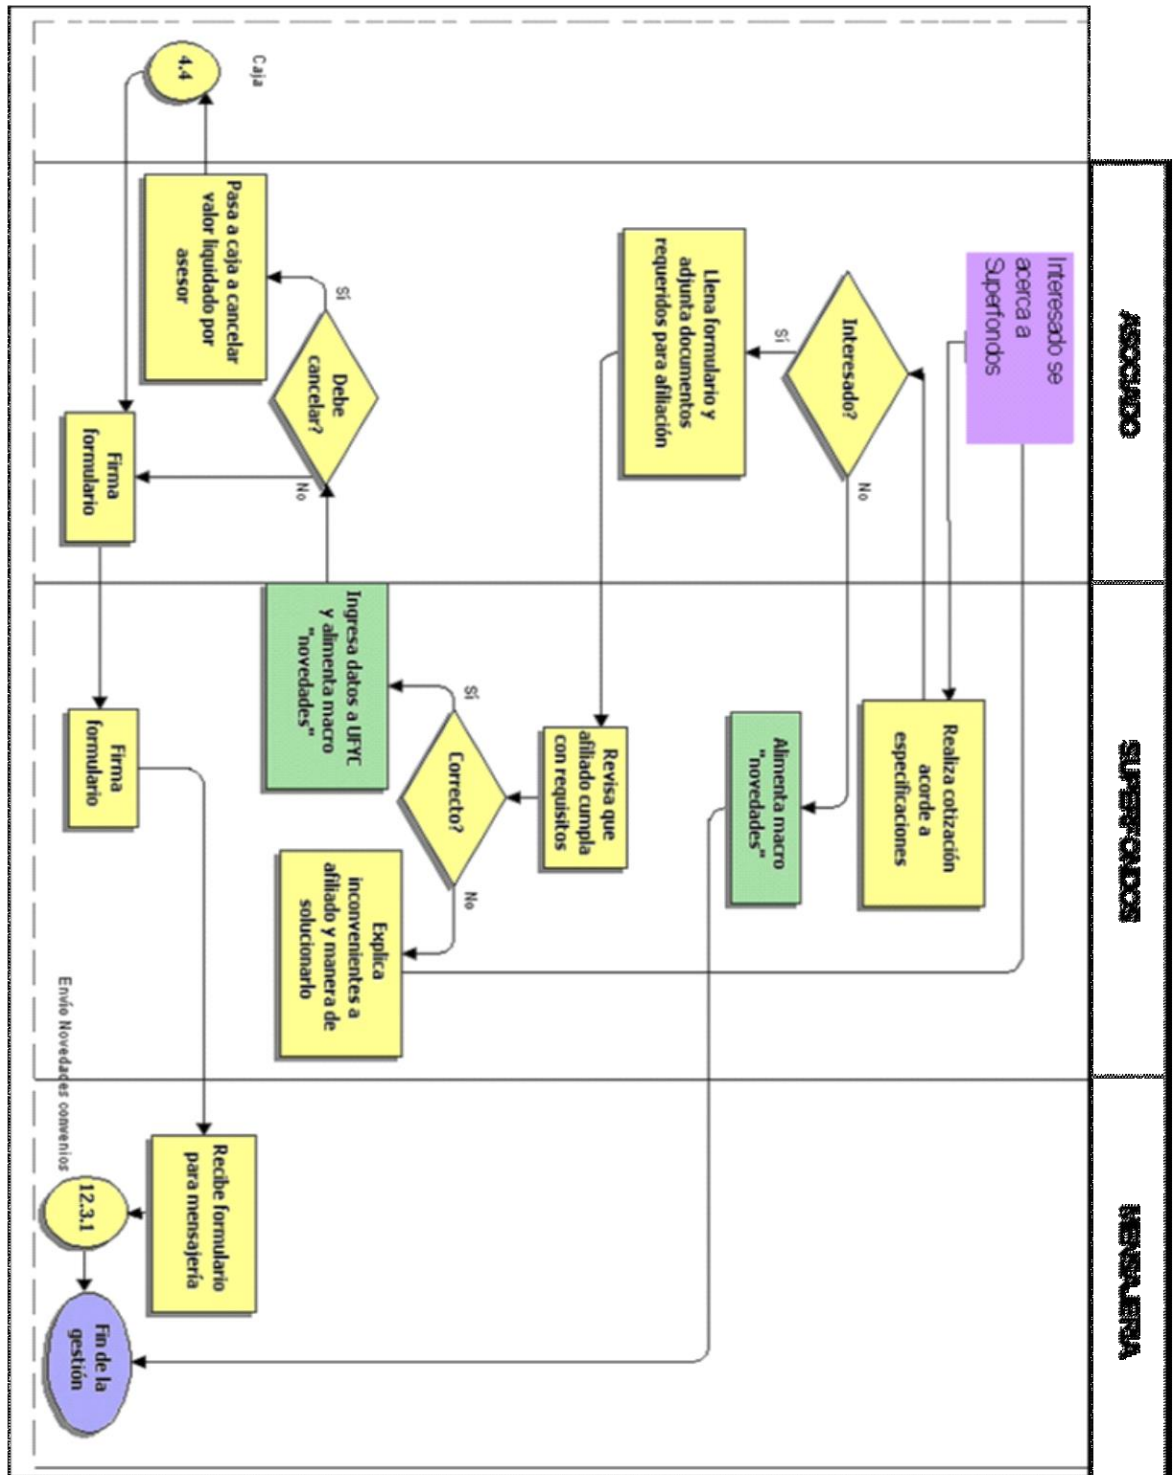 ASOCIADO
SUPERFONDOS
MENSAJERIA
Interesado se
acerca a
Superfondos
Realiza cotización
acorde a
especificaciones
Interesado?
Sí
No
Alimenta macro
"novedades"
Llena formulario y
adjunta documentos
requeridos para afiliación
Revisa que
afiliado cumpla
con requisitos
Correcto?
Sí
No
Explica
inconvenientes a
afiliado y manera de
solucionarlo
Ingresa datos a UFYC
y alimenta macro
"novedades"
Debe
cancelar?
Sí
No
Caja
4.4
Pasa a caja a cancelar
valor liquidado por
asesor
Firma
formulario
Firma
formulario
Recibe formulario
para mensajería
Envío Novedades convenios
12.3.1
Fin de la
gestión